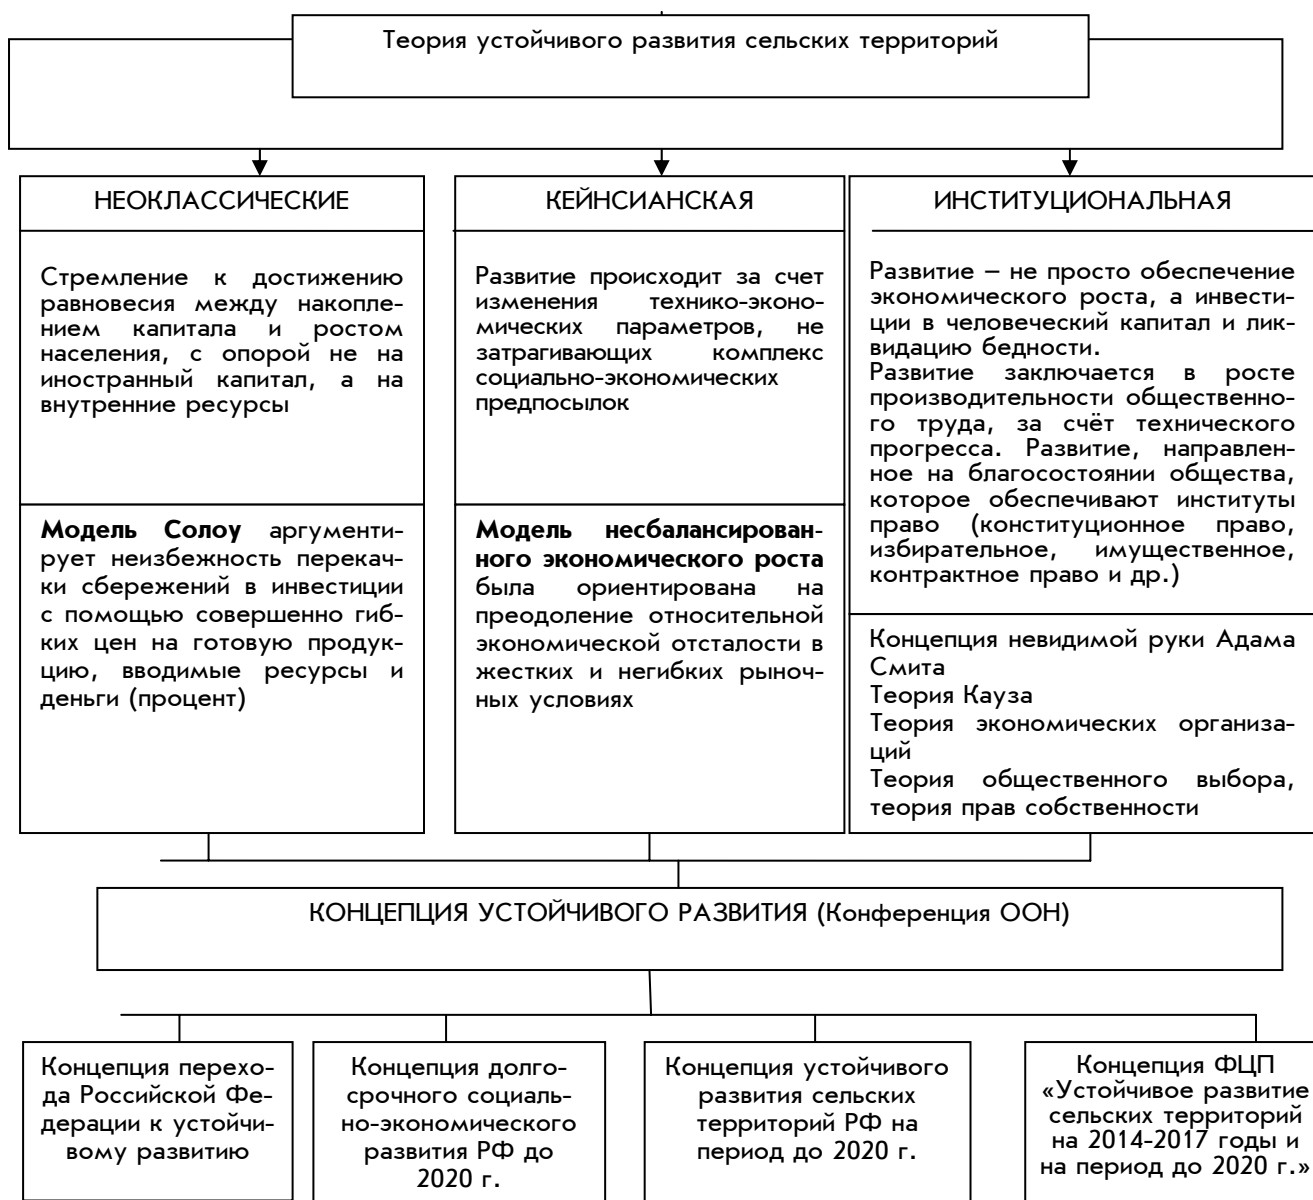 Теория устойчивого развития сельских территорий
НЕОКЛАССИЧЕСКИЕ
Стремление к достижению
равновесия между накопле-
нием капитала и ростом
населения, с опорой не на
иностранный капитал, а на
внутренние ресурсы
Модель Солоу аргументи-
рует неизбежность перекач-
ки сбережений в инвестиции
с помощью совершенно гиб-
ких цен на готовую продук-
цию, вводимые ресурсы и
деньги (процент)
КЕЙНСИАНСКАЯ
Развитие происходит за счет
изменения технико-эконо-
мических параметров, не
затрагивающих комплекс
социально-экономических
предпосылок
Модель несбалансирован-
ного экономического роста
была ориентирована на
преодоление относительной
экономической отсталости в
жестких и негибких рыноч-
ных условиях
ИНСТИТУЦИОНАЛЬНАЯ
Развитие – не просто обеспечение
экономического роста, а инвести-
ции в человеческий капитал и лик-
видацию бедности.
Развитие заключается в росте
производительности общественно-
го труда, за счёт технического
прогресса. Развитие, направлен-
ное на благосостоянии общества,
которое обеспечивают институты
право (конституционное право,
избирательное, имущественное,
контрактное право и др.)
Концепция невидимой руки Адама
Смита
Теория Кауза
Теория экономических организа-
ций
Теория общественного выбора,
теория прав собственности
КОНЦЕПЦИЯ УСТОЙЧИВОГО РАЗВИТИЯ (Конференция ООН)
Концепция перехо-
да Российской Фе-
дерации к устойчи-
вому развитию
Концепция долго-
срочного социаль-
но-экономического
развития РФ до
2020 г.
Концепция устойчивого
развития сельских
территорий РФ на
период до 2020 г.
Концепция ФЦП
«Устойчивое развитие
сельских территорий
на 2014-2017 годы и
на период до 2020 г.»